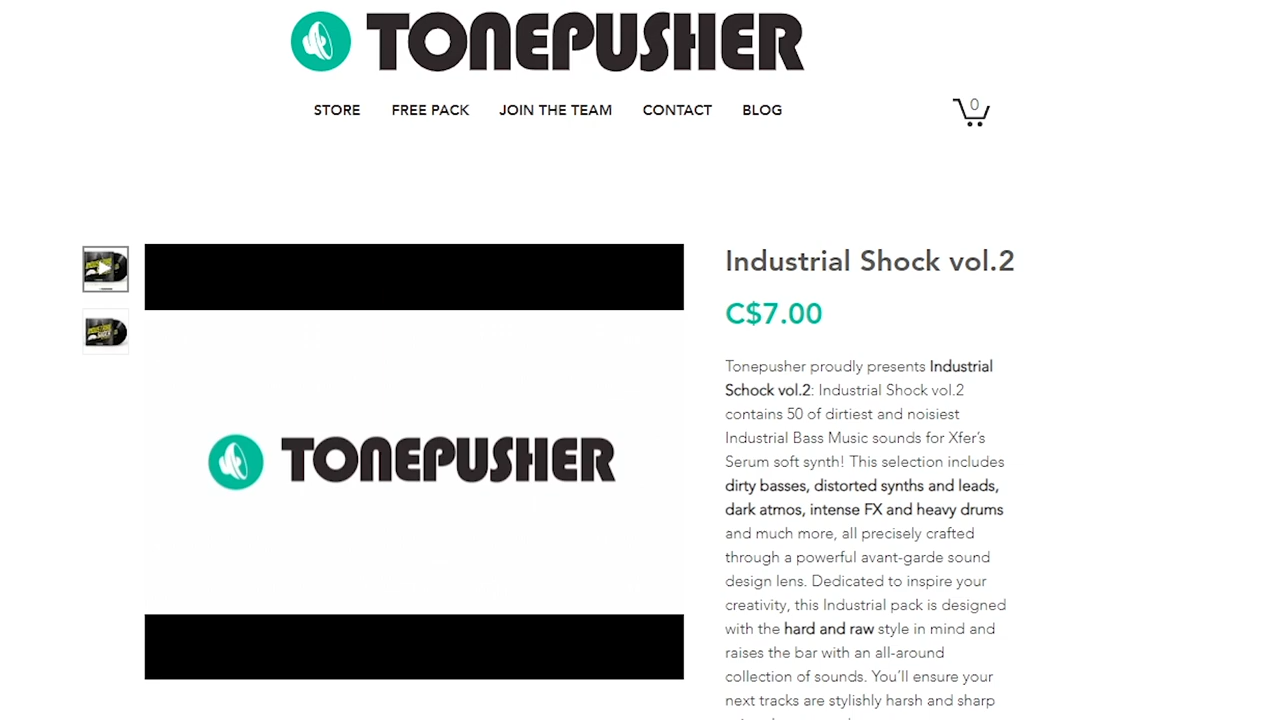 TONEPUSHER
STORE FREE PACK JOIN THE TEAM CONTACT BLOG 0
Industrial Shock vol.2
C$7.00
TONEPUSHER
Tonepusher proudly presents Industrial
Schock vol.2: Industrial Shock vol.2
contains 50 of dirtiest and noisiest
Industrial Bass Music sounds for Xfer’s
Serum soft synth! This selection includes
dirty basses, distorted synths and leads,
dark atmos, intense FX and heavy drums
and much more, all precisely crafted
through a powerful avant-garde sound
design lens. Dedicated to inspire your
creativity, this Industrial pack is designed
with the hard and raw style in mind and
raises the bar with an all-around
collection of sounds. You’ll ensure your
next tracks are stylishly harsh and sharp